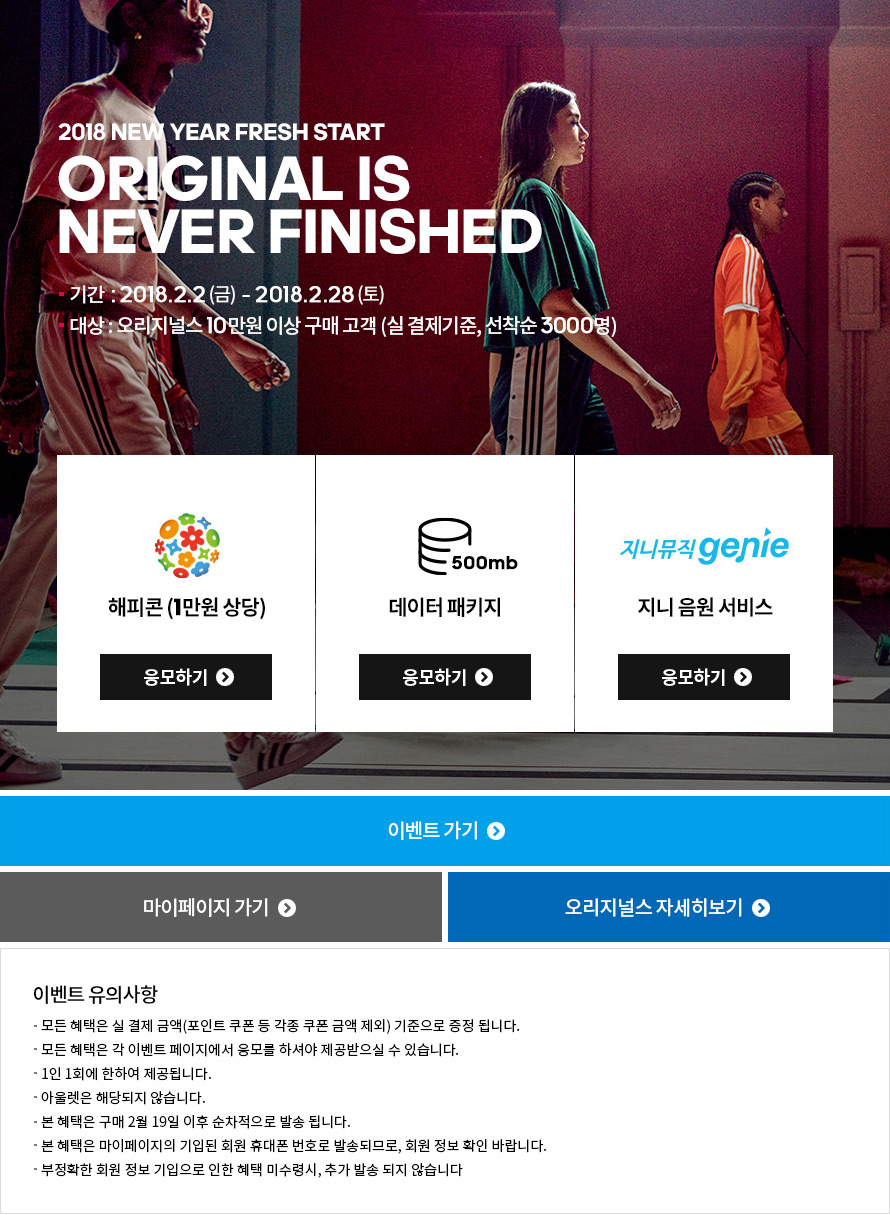 2018 NEW YEAR FRESH START
ORIGINAL IS
NEVER FINISHED
기간 : 2018.2.2 (금) - 2018.2.28 (토)
대상 : 오리지널스 10만원 이상 구매 고객 (실 결제기준, 선착순 3000명)
500mb
지니뮤직 genie
해피콘 (1만원 상당)
데이터 패키지
지니 음원 서비스
응모하기
응모하기
응모하기
이벤트 가기
마이페이지 가기
오리지널스 자세히보기
이벤트 유의사항
- 모든 혜택은 실 결제 금액(포인트 쿠폰 등 각종 쿠폰 금액 제외) 기준으로 증정 됩니다.
- 모든 혜택은 각 이벤트 페이지에서 응모를 하셔야 제공받으실 수 있습니다.
- 1인 1회에 한하여 제공됩니다.
- 아울렛은 해당되지 않습니다.
- 본 혜택은 구매 2월 19일 이후 순차적으로 발송 됩니다.
- 본 혜택은 마이페이지의 기입된 회원 휴대폰 번호로 발송되므로, 회원 정보 확인 바랍니다.
- 부정확한 회원 정보 기입으로 인한 혜택 미수령시, 추가 발송 되지 않습니다